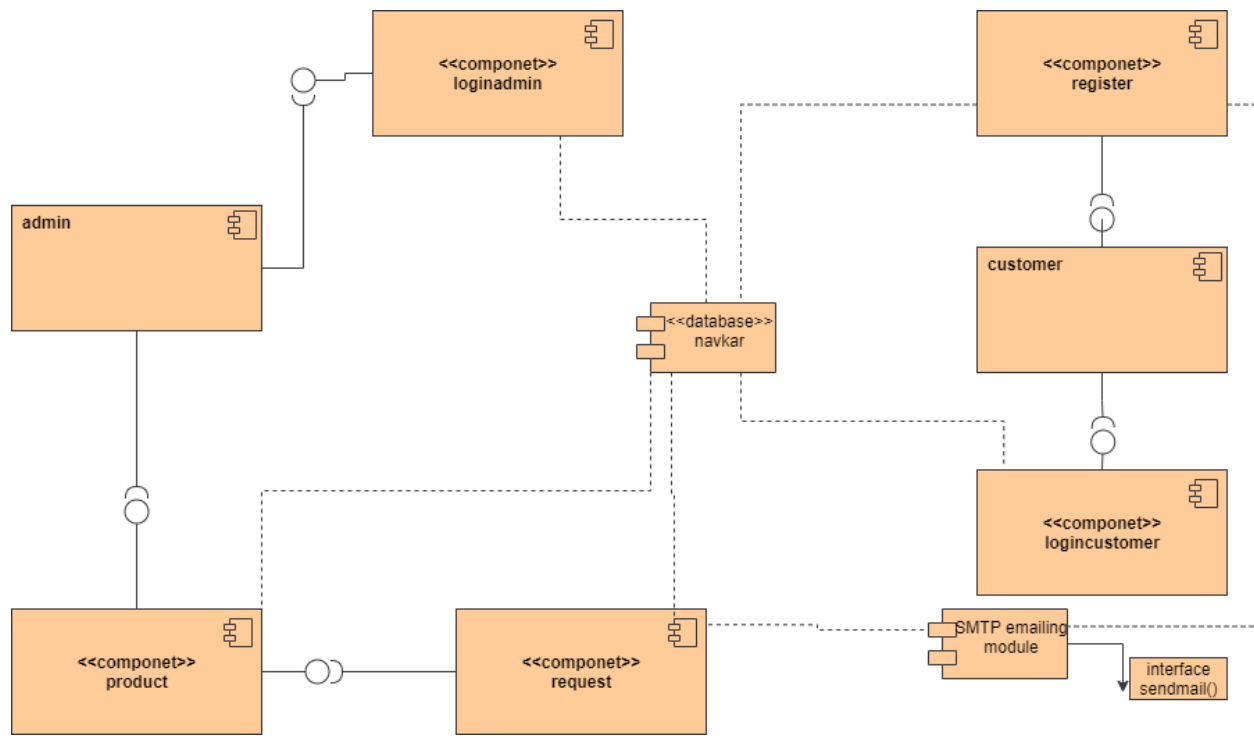 <<componet>>
loginadmin
<<componet>>
register
admin
customer
<<database>>
navkar
<<componet>>
logincustomer
<<componet>>
product
<<componet>>
request
SMTP emailing
module
interface
sendmail()